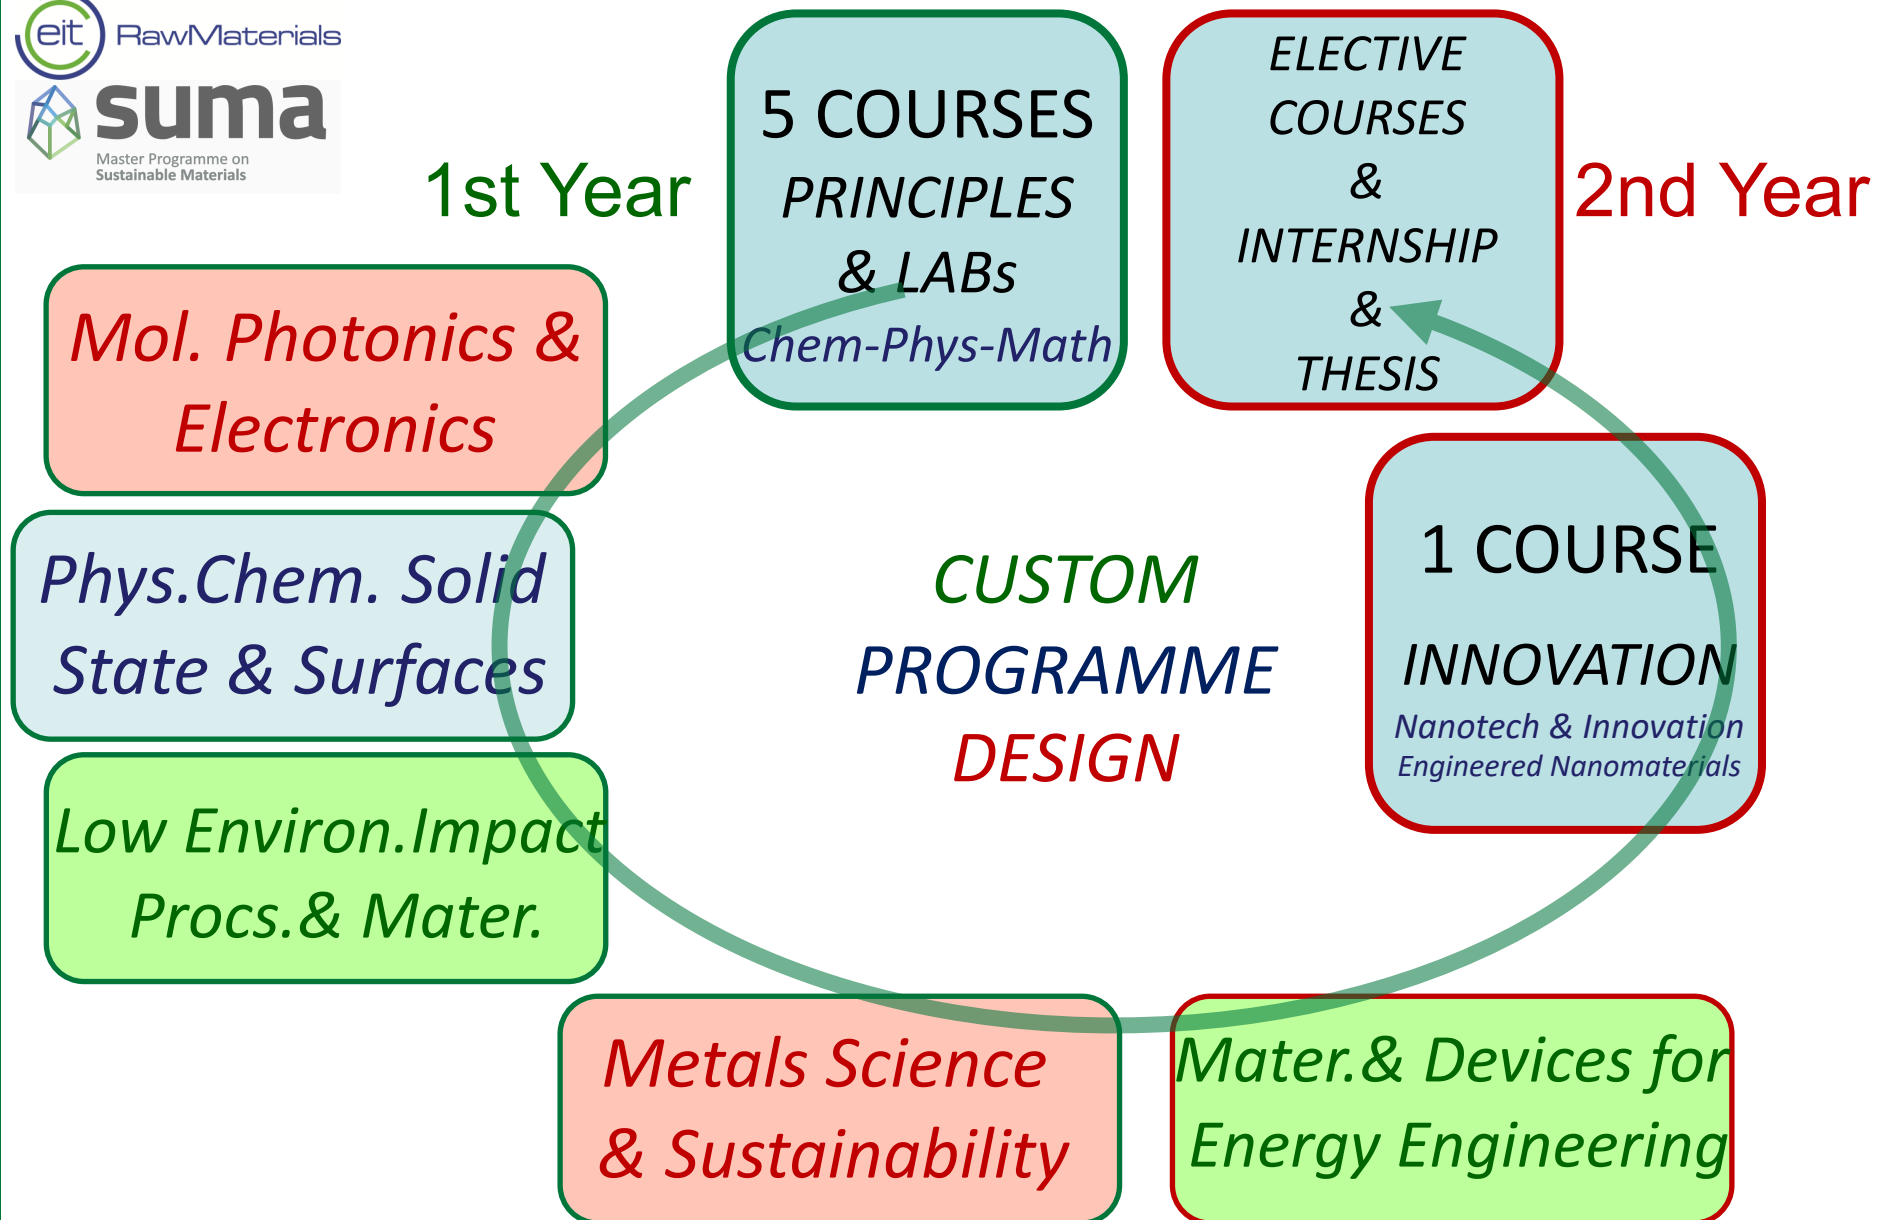 eit RawMaterials
suma
Master Programme on
Sustainable Materials
1st Year
5 COURSES
PRINCIPLES
& LABs
Chem-Phys-Math
ELECTIVE
COURSES
&
INTERNSHIP
&
THESIS
2nd Year
Mol. Photonics &
Electronics
Phys.Chem. Solid
State & Surfaces
Low Environ.Impact
Procs.& Mater.
CUSTOM
PROGRAMME
DESIGN
1 COURSE
INNOVATION
Nanotech & Innovation
Engineered Nanomaterials
Metals Science
& Sustainability
Mater.& Devices for
Energy Engineering